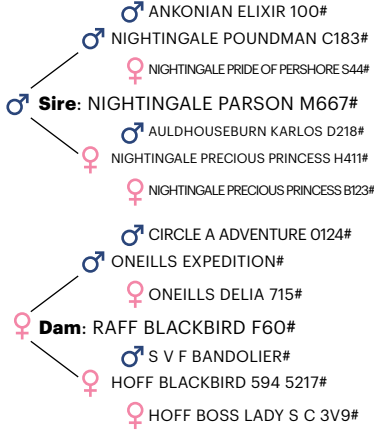 ANKONIAN ELIXIR 100#
NIGHTINGALE POUNDMAN C183#
NIGHTINGALE PRIDE OF PERSHORE S44#
Sire: NIGHTINGALE PARSON M667#
AULDHOUSEBURN KARLOS D218#
NIGHTINGALE PRECIOUS PRINCESS H411#
NIGHTINGALE PRECIOUS PRINCESS B123#
CIRCLE A ADVENTURE 0124#
ONEILLS EXPEDITION#
ONEILLS DELIA 715#
Dam: RAFF BLACKBIRD F60#
S V F BANDOLIER#
HOFF BLACKBIRD 594 5217#
HOFF BOSS LADY S C 3V9#